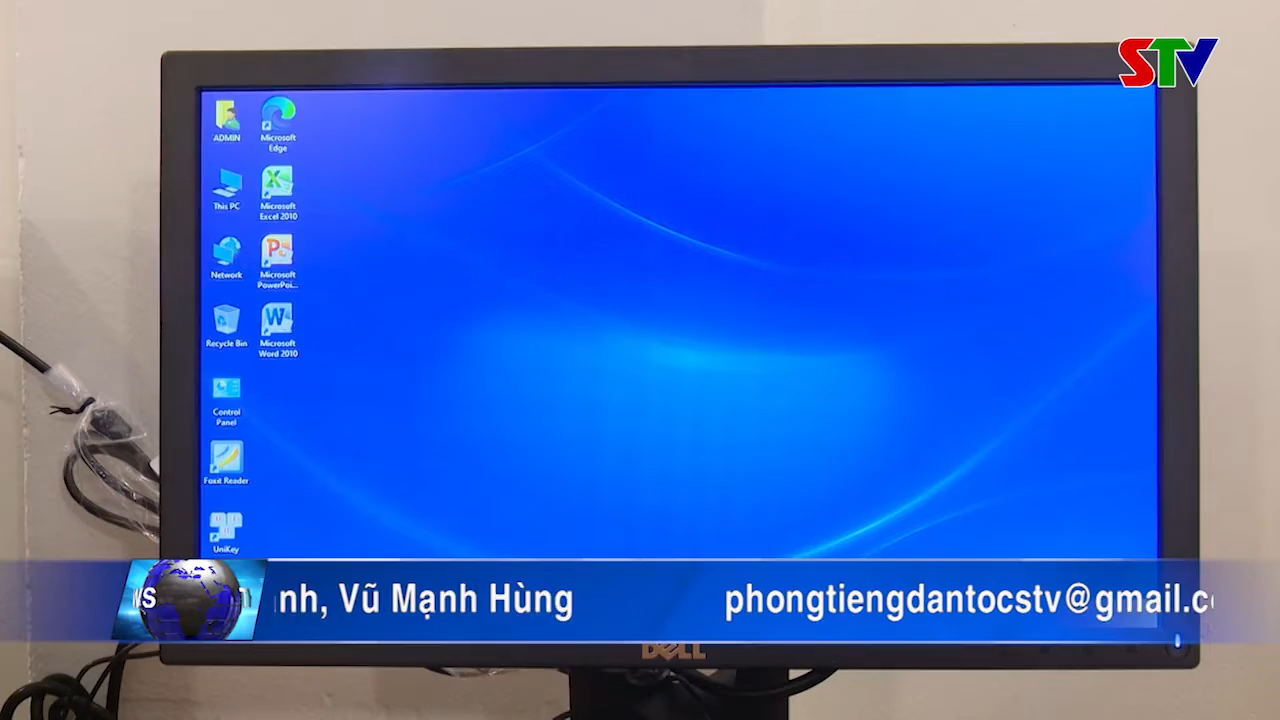 STV
ADMIN
Microsoft
Edge
This PC
Microsoft
Excel 2010
Network
Microsoft
PowerPoi...
Recycle Bin
Microsoft
Word 2010
Control
Panel
Foxit Reader
UniKey
nh, Vũ Mạnh Hùng
phongtiengdantocstv@gmail.c
DELL